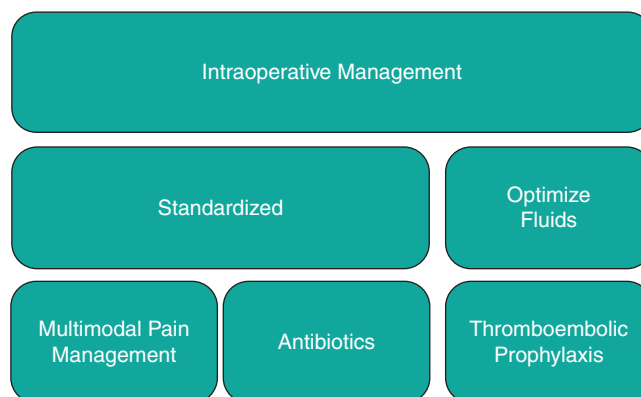 Intraoperative Management
Standardized
Optimize
Fluids
Multimodal Pain
Management
Antibiotics
Thromboembolic
Prophylaxis